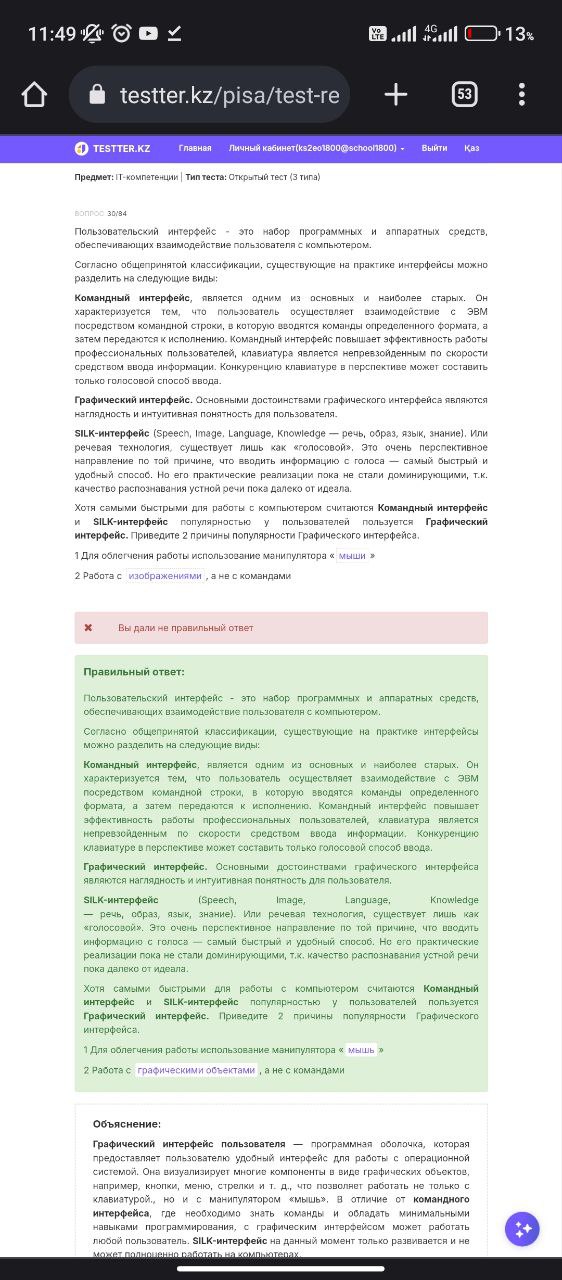 11:49
Vo LTE 4G 13%
testter.kz/pisa/test-re
53
TESTTER.KZ Главная Личный кабинет(ks2eo1800@school1800) Выйти Қаз
Предмет: IT-компетенции | Тип теста: Открытый тест (3 типа)
ВОПРОС 30/84
Пользовательский интерфейс - это набор программных и аппаратных средств,
обеспечивающих взаимодействие пользователя с компьютером.
Согласно общепринятой классификации, существующие на практике интерфейсы можно
разделить на следующие виды:
Командный интерфейс, является одним из основных и наиболее старых. Он
характеризуется тем, что пользователь осуществляет взаимодействие с ЭВМ
посредством командной строки, в которую вводятся команды определенного формата, а
затем передаются к исполнению. Командный интерфейс повышает эффективность работы
профессиональных пользователей, клавиатура является непревзойденным по скорости
средством ввода информации. Конкуренцию клавиатуре в перспективе может составить
только голосовой способ ввода.
Графический интерфейс. Основными достоинствами графического интерфейса являются
наглядность и интуитивная понятность для пользователя.
SILK-интерфейс (Speech, Image, Language, Knowledge — речь, образ, язык, знание). Или
речевая технология, существует лишь как «голосовой». Это очень перспективное
направление по той причине, что вводить информацию с голоса — самый быстрый и
удобный способ. Но его практические реализации пока не стали доминирующими, т.к.
качество распознавания устной речи пока далеко от идеала.
Хотя самыми быстрыми для работы с компьютером считаются Командный интерфейс
и SILK-интерфейс популярностью у пользователей пользуется Графический
интерфейс. Приведите 2 причины популярности Графического интерфейса.
1 Для облегчения работы использование манипулятора « мыши »
2 Работа с изображениями , а не с командами
Вы дали не правильный ответ
Правильный ответ:
Пользовательский интерфейс - это набор программных и аппаратных средств,
обеспечивающих взаимодействие пользователя с компьютером.
Согласно общепринятой классификации, существующие на практике интерфейсы
можно разделить на следующие виды:
Командный интерфейс, является одним из основных и наиболее старых. Он
характеризуется тем, что пользователь осуществляет взаимодействие с ЭВМ
посредством командной строки, в которую вводятся команды определенного
формата, а затем передаются к исполнению. Командный интерфейс повышает
эффективность работы профессиональных пользователей, клавиатура является
непревзойденным по скорости средством ввода информации. Конкуренцию
клавиатуре в перспективе может составить только голосовой способ ввода.
Графический интерфейс. Основными достоинствами графического интерфейса
являются наглядность и интуитивная понятность для пользователя.
SILK-интерфейс (Speech, Image, Language, Knowledge
— речь, образ, язык, знание). Или речевая технология, существует лишь как
«голосовой». Это очень перспективное направление по той причине, что вводить
информацию с голоса — самый быстрый и удобный способ. Но его практические
реализации пока не стали доминирующими, т.к. качество распознавания устной речи
пока далеко от идеала.
Хотя самыми быстрыми для работы с компьютером считаются Командный
интерфейс и SILK-интерфейс популярностью у пользователей пользуется
Графический интерфейс. Приведите 2 причины популярности Графического
интерфейса.
1 Для облегчения работы использование манипулятора « мышь »
2 Работа с графическими объектами , а не с командами
Объяснение:
Графический интерфейс пользователя — программная оболочка, которая
предоставляет пользователю удобный интерфейс для работы с операционной
системой. Она визуализирует многие компоненты в виде графических объектов,
например, кнопки, меню, стрелки и т. д., что позволяет работать не только с
клавиатурой., но и с манипулятором «мышь». В отличие от командного
интерфейса, где необходимо знать команды и обладать минимальными
навыками программирования, с графическим интерфейсом может работать
любой пользователь. SILK-интерфейс на данный момент только развивается и не
может полноценно работать на компьютерах.